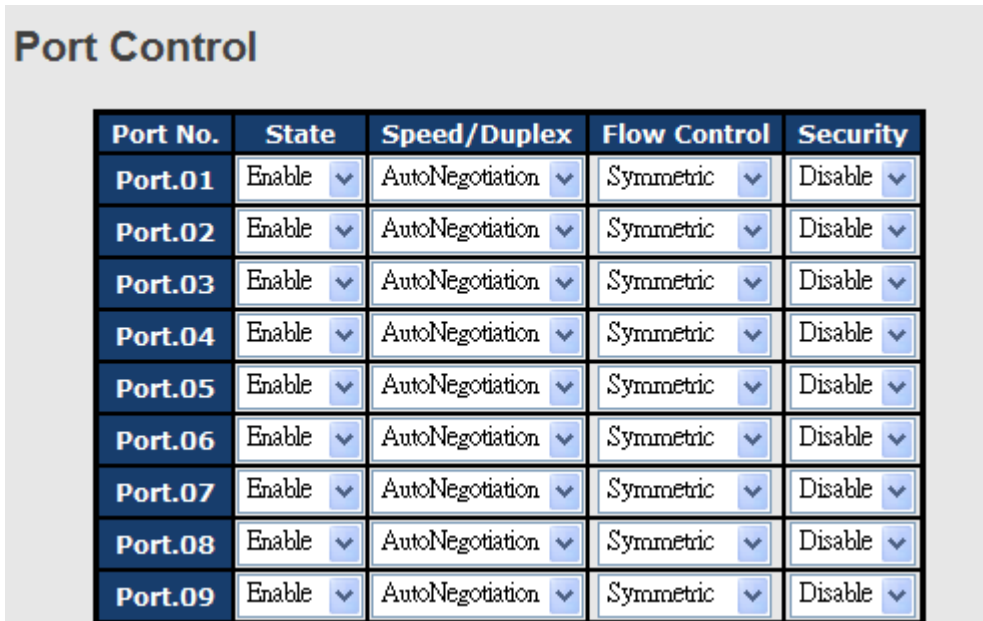 Port Control
Port No. State Speed/Duplex Flow Control Security
Port.01 Enable AutoNegotiation Symmetric Disable
Port.02 Enable AutoNegotiation Symmetric Disable
Port.03 Enable AutoNegotiation Symmetric Disable
Port.04 Enable AutoNegotiation Symmetric Disable
Port.05 Enable AutoNegotiation Symmetric Disable
Port.06 Enable AutoNegotiation Symmetric Disable
Port.07 Enable AutoNegotiation Symmetric Disable
Port.08 Enable AutoNegotiation Symmetric Disable
Port.09 Enable AutoNegotiation Symmetric Disable